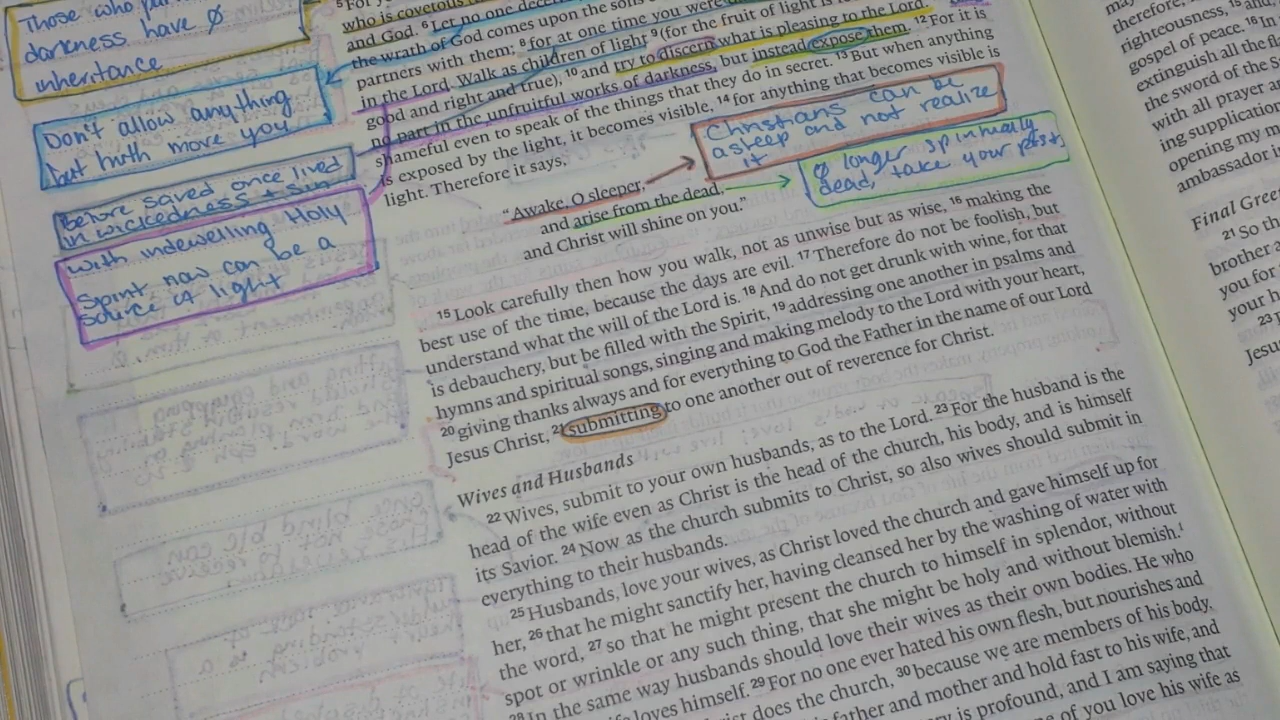 Those who
darkness have Ø
inheritance
Don't allow anything
but truth move you
Before saved once lived
in wickedness + sin
With indewelling Holy
Spirit now can be a
source of light
who is covetous
and God. ⁶ Let no one
the wrath of God comes upon the sons
partners with them; ⁸ for at one time you were
in the Lord. Walk as children of light ⁹ (for the fruit of light is
good and right and true), ¹⁰ and try to discern what is pleasing to the Lord.
no part in the unfruitful works of darkness, but instead expose them. ¹² For it is
shameful even to speak of the things that they do in secret. ¹³ But when anything
is exposed by the light, it becomes visible, ¹⁴ for anything that becomes visible is
light. Therefore it says,
Christians can be
asleep and not realize
it
Ø longer spiritually
dead, take your
“Awake, O sleeper,
and arise from the dead,
and Christ will shine on you.”
¹⁵ Look carefully then how you walk, not as unwise but as wise, ¹⁶ making the
best use of the time, because the days are evil. ¹⁷ Therefore do not be foolish, but
understand what the will of the Lord is. ¹⁸ And do not get drunk with wine, for that
is debauchery, but be filled with the Spirit, ¹⁹ addressing one another in psalms and
hymns and spiritual songs, singing and making melody to the Lord with your heart,
²⁰ giving thanks always and for everything to God the Father in the name of our Lord
Jesus Christ, ²¹ submitting to one another out of reverence for Christ.
Wives and Husbands
²² Wives, submit to your own husbands, as to the Lord. ²³ For the husband is the
head of the wife even as Christ is the head of the church, his body, and is himself
its Savior. ²⁴ Now as the church submits to Christ, so also wives should submit in
everything to their husbands.
²⁵ Husbands, love your wives, as Christ loved the church and gave himself up for
her, ²⁶ that he might sanctify her, having cleansed her by the washing of water with
the word, ²⁷ so that he might present the church to himself in splendor, without
spot or wrinkle or any such thing, that she might be holy and without blemish.¹
²⁸ In the same way husbands should love their wives as their own bodies. He who
loves himself. ²⁹ For no one ever hated his own flesh, but nourishes and
does the church, ³⁰ because we are members of his body.
father and mother and hold fast to his wife, and
is profound, and I am saying that
of you love his wife as
therefore,
righteousness, ¹⁵ and,
gospel of peace. ¹⁶ In
extinguish all the
the sword of the
with all prayer
ing supplication
opening my
ambassador
Final
²¹ So
brother
you for
your
²³
Jesus